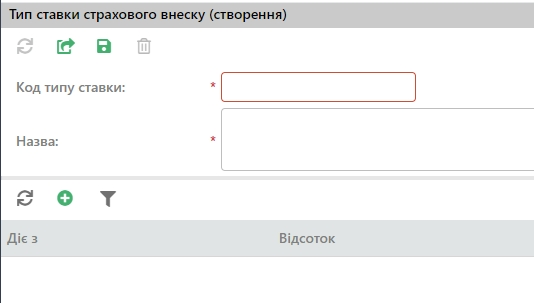 Тип ставки страхового внеску (створення)
Код типу ставки: *
Назва: *
Діє з Відсоток